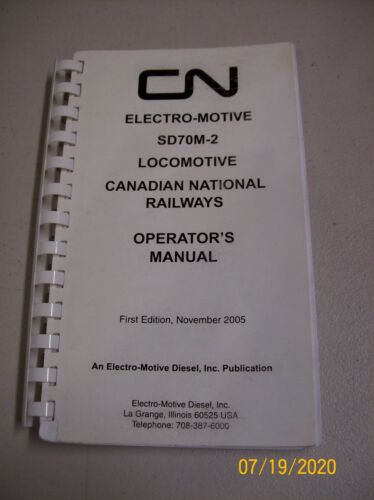 CN
ELECTRO-MOTIVE
SD70M-2
LOCOMOTIVE
CANADIAN NATIONAL
RAILWAYS
OPERATOR'S
MANUAL
First Edition, November 2005
An Electro-Motive Diesel, Inc. Publication
Electro-Motive Diesel, Inc.
La Grange, Illinois 60525 USA
Telephone: 708-387-6000
07/19/2020